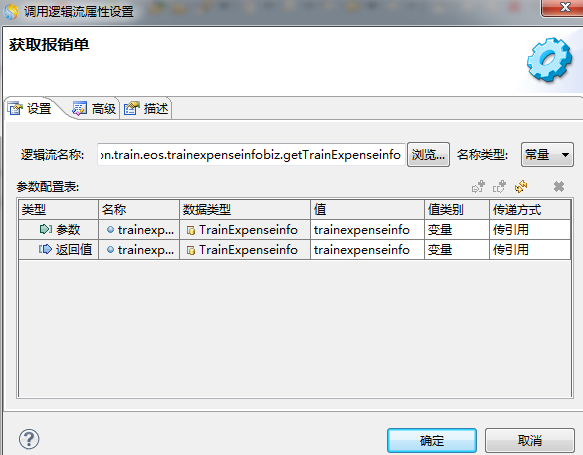 调用逻辑流属性设置
获取报销单
设置 高级 描述
逻辑流名称: on.train.eos.trainexpenseinfobiz.getTrainExpenseinfo 浏览... 名称类型: 常量
参数配置表:
类型 名称 数据类型 值 值类别 传递方式
参数 trainexp... TrainExpenseinfo trainexpenseinfo 变量 传引用
返回值 trainexp... TrainExpenseinfo trainexpenseinfo 变量 传引用
? 确定 取消